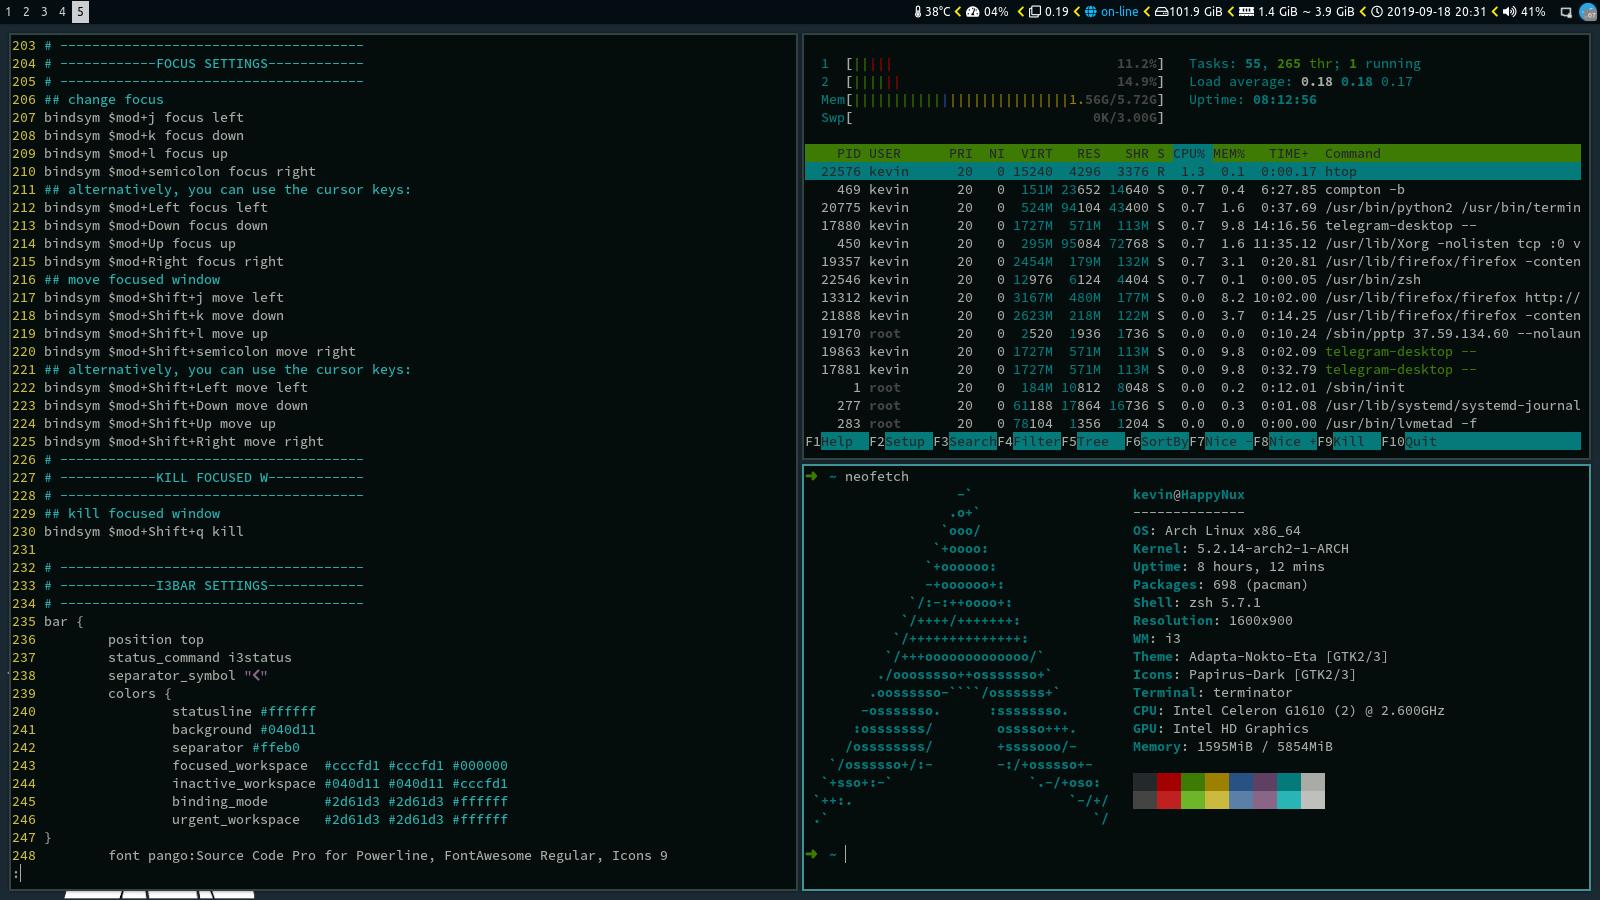 1 2 3 4 5
38°C 04% 0.19 on-line 101.9 GiB 1.4 GiB ~ 3.9 GiB 2019-09-18 20:31 41%
203 # --------------------------------------
204 # ------------FOCUS SETTINGS------------
205 # --------------------------------------
206 ## change focus
207 bindsym $mod+j focus left
208 bindsym $mod+k focus down
209 bindsym $mod+l focus up
210 bindsym $mod+semicolon focus right
211 ## alternatively, you can use the cursor keys:
212 bindsym $mod+Left focus left
213 bindsym $mod+Down focus down
214 bindsym $mod+Up focus up
215 bindsym $mod+Right focus right
216 ## move focused window
217 bindsym $mod+Shift+j move left
218 bindsym $mod+Shift+k move down
219 bindsym $mod+Shift+l move up
220 bindsym $mod+Shift+semicolon move right
221 ## alternatively, you can use the cursor keys:
222 bindsym $mod+Shift+Left move left
223 bindsym $mod+Shift+Down move down
224 bindsym $mod+Shift+Up move up
225 bindsym $mod+Shift+Right move right
226 # --------------------------------------
227 # ------------KILL FOCUSED W------------
228 # --------------------------------------
229 ## kill focused window
230 bindsym $mod+Shift+q kill
231
232 # --------------------------------------
233 # ------------I3BAR SETTINGS------------
234 # --------------------------------------
235 bar {
236 position top
237 status_command i3status
238 separator_symbol "<"
239 colors {
240 statusline #ffffff
241 background #040d11
242 separator #ffeb0
243 focused_workspace #cccfd1 #cccfd1 #000000
244 inactive_workspace #040d11 #040d11 #cccfd1
245 binding_mode #2d61d3 #2d61d3 #ffffff
246 urgent_workspace #2d61d3 #2d61d3 #ffffff
247 }
248 font pango:Source Code Pro for Powerline, FontAwesome Regular, Icons 9
:
1 [||||| 11.2%] Tasks: 55, 265 thr; 1 running
2 [|||||| 14.9%] Load average: 0.18 0.18 0.17
Mem[|||||||||||||||||||||||||||1.56G/5.72G] Uptime: 08:12:56
Swp[ 0K/3.00G]
PID USER PRI NI VIRT RES SHR S CPU% MEM% TIME+ Command
22576 kevin 20 0 15240 4296 3376 R 1.3 0.1 0:00.17 htop
469 kevin 20 0 151M 23652 14640 S 0.7 0.4 6:27.85 compton -b
20775 kevin 20 0 524M 94104 43400 S 0.7 1.6 0:37.69 /usr/bin/python2 /usr/bin/termin
17880 kevin 20 0 1727M 571M 113M S 0.7 9.8 14:16.56 telegram-desktop --
450 kevin 20 0 295M 95084 72768 S 0.7 1.6 11:35.12 /usr/lib/Xorg -nolisten tcp :0 v
19357 kevin 20 0 2454M 179M 132M S 0.7 3.1 0:20.81 /usr/lib/firefox/firefox -conten
22546 kevin 20 0 12976 6124 4404 S 0.7 0.1 0:00.05 /usr/bin/zsh
13312 kevin 20 0 3167M 480M 177M S 0.0 8.2 10:02.00 /usr/lib/firefox/firefox http://
21888 kevin 20 0 2623M 218M 122M S 0.0 3.7 0:14.25 /usr/lib/firefox/firefox -conten
19170 root 20 0 2520 1936 1736 S 0.0 0.0 0:10.24 /sbin/pptp 37.59.134.60 --nolaun
19863 kevin 20 0 1727M 571M 113M S 0.0 9.8 0:02.09 telegram-desktop --
17881 kevin 20 0 1727M 571M 113M S 0.0 9.8 0:32.79 telegram-desktop --
1 root 20 0 184M 10812 8048 S 0.0 0.2 0:12.01 /sbin/init
277 root 20 0 61188 17864 16736 S 0.0 0.3 0:01.08 /usr/lib/systemd/systemd-journal
283 root 20 0 78104 1356 1204 S 0.0 0.0 0:00.00 /usr/bin/lvmetad -f
F1Help F2Setup F3SearchF4FilterF5Tree F6SortByF7Nice -F8Nice +F9Kill F10Quit
➜ ~ neofetch
-`
.o+`
`ooo/
`+oooo:
`+oooooo:
-+oooooo+:
`/:-:++oooo+:
`/++++/+++++++:
`/++++++++++++++:
`/+++ooooooooooooo/`
./ooosssso++osssssso+`
.oossssso-````/ossssss+`
-osssssso. :ssssssso.
:osssssss/ osssso+++.
/ossssssss/ +ssssooo/-
`/ossssso+/:- -:/+osssso+-
`+sso+:-` `.-/+oso:
`++:. `-/+/
.` `/
kevin@HappyNux
--------------
OS: Arch Linux x86_64
Kernel: 5.2.14-arch2-1-ARCH
Uptime: 8 hours, 12 mins
Packages: 698 (pacman)
Shell: zsh 5.7.1
Resolution: 1600x900
WM: i3
Theme: Adapta-Nokto-Eta [GTK2/3]
Icons: Papirus-Dark [GTK2/3]
Terminal: terminator
CPU: Intel Celeron G1610 (2) @ 2.600GHz
GPU: Intel HD Graphics
Memory: 1595MiB / 5854MiB
➜ ~